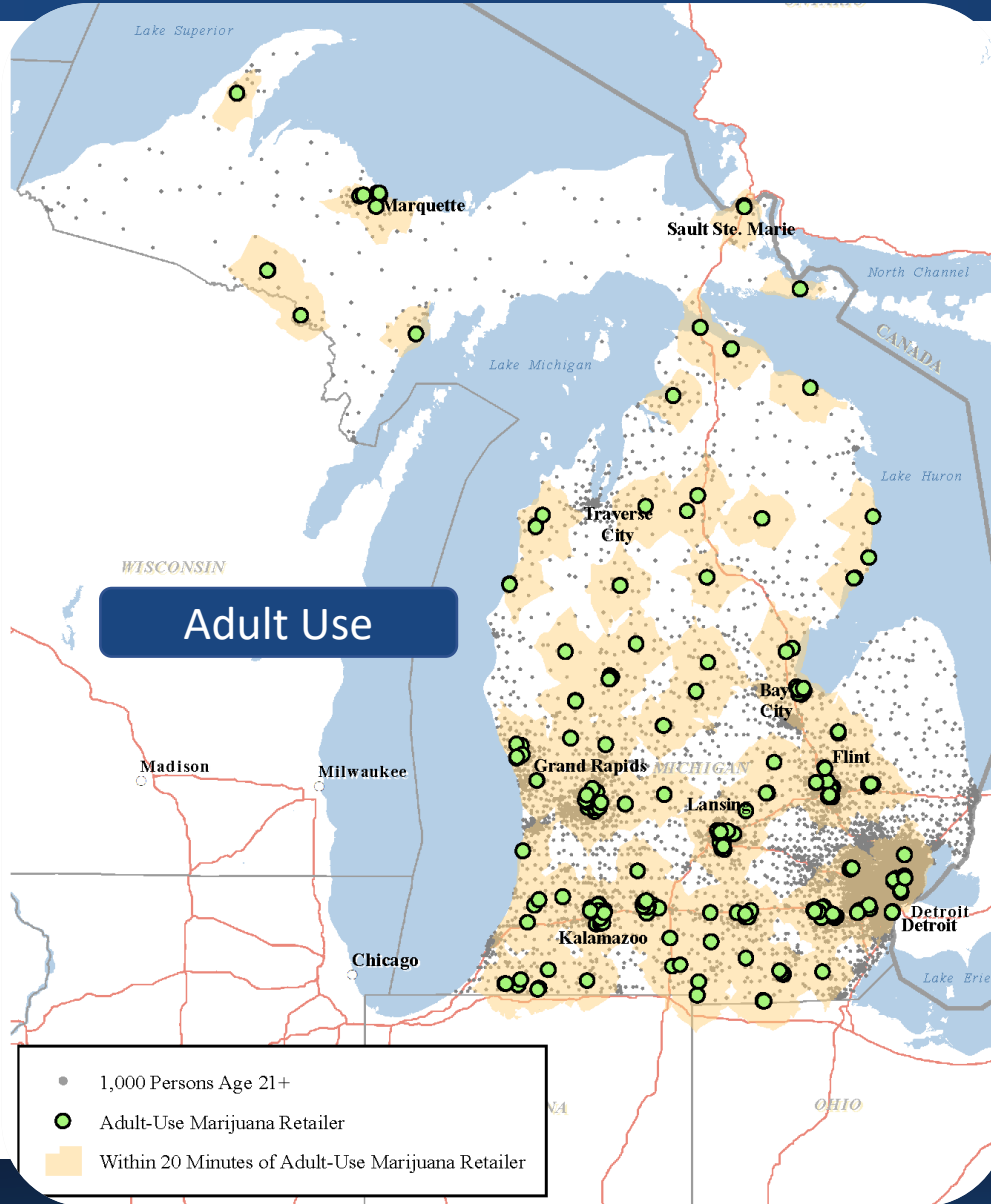 ONTARIO
Lake Superior
Marquette
Sault Ste. Marie
North Channel
CANADA
Lake Michigan
Lake Huron
Traverse
City
WISCONSIN
Adult Use
Bay
City
Flint
Madison
Milwaukee
Grand Rapids
MICHIGAN
Lansing
Detroit
Detroit
Kalamazoo
Chicago
Lake Erie
1,000 Persons Age 21+
NA
OHIO
Adult-Use Marijuana Retailer
Within 20 Minutes of Adult-Use Marijuana Retailer